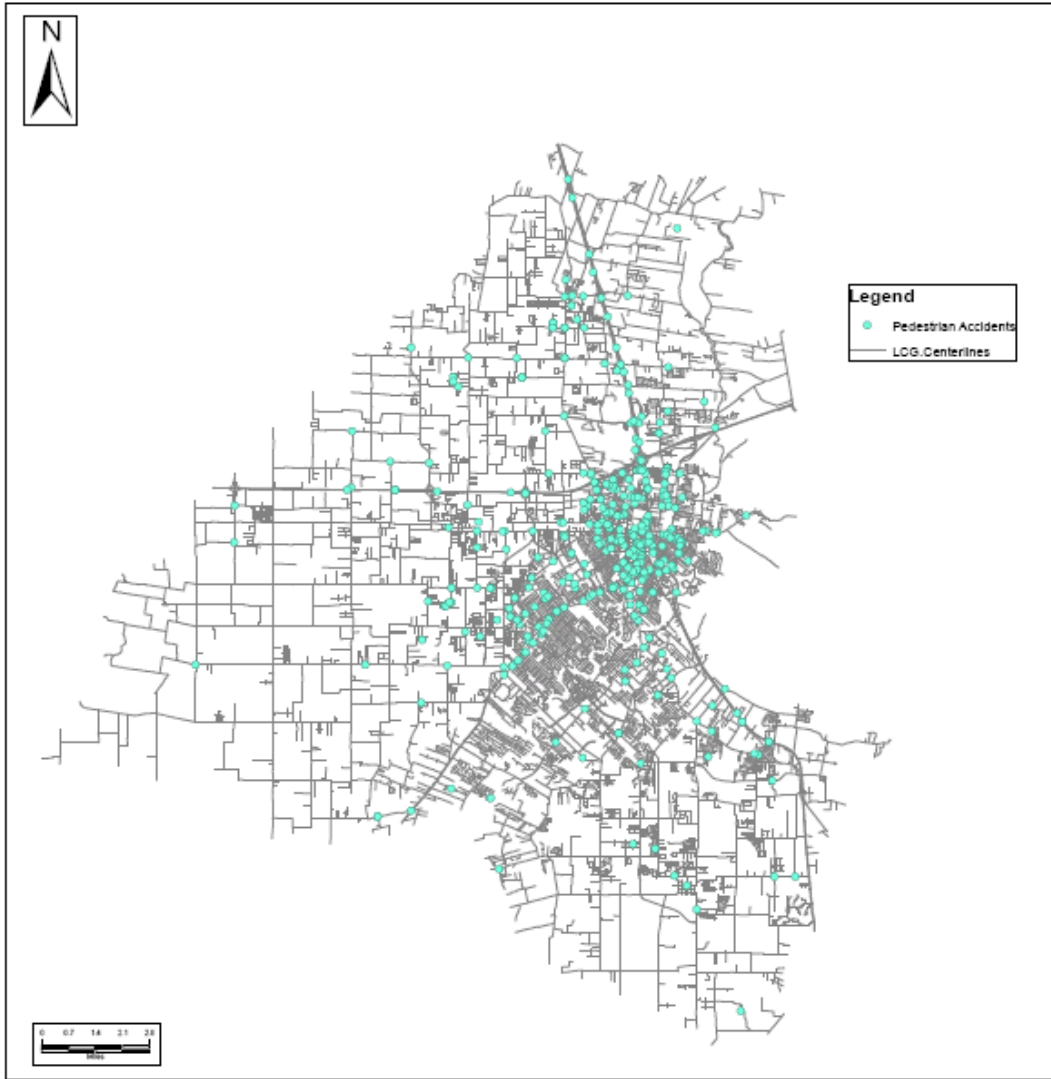 N
Legend
Pedestrian Accidents
LCG.Centerlines
0 0.7 1.4 2.1 2.8
Miles